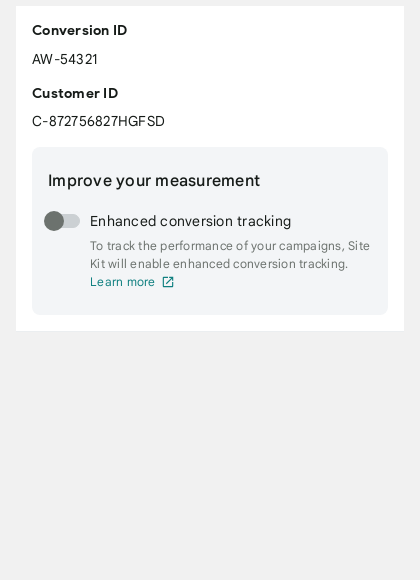 Conversion ID
AW-54321
Customer ID
C-872756827HGFSD
Improve your measurement
Enhanced conversion tracking
To track the performance of your campaigns, Site
Kit will enable enhanced conversion tracking.
Learn more